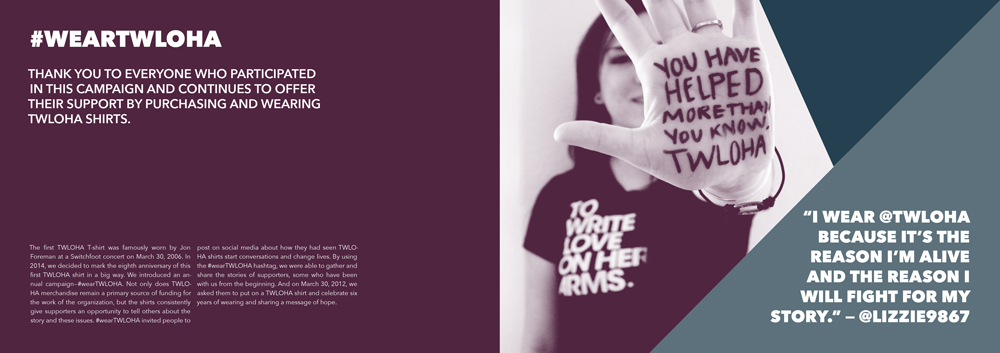 #WEARTWLOHA
THANK YOU TO EVERYONE WHO PARTICIPATED
IN THIS CAMPAIGN AND CONTINUES TO OFFER
THEIR SUPPORT BY PURCHASING AND WEARING
TWLOHA SHIRTS.
The first TWLOHA T-shirt was famously worn by Jon
Foreman at a Switchfoot concert on March 30, 2006. In
2014, we decided to mark the eighth anniversary of this
first TWLOHA shirt in a big way. We introduced an an-
nual campaign–#wearTWLOHA. Not only does TWLO-
HA merchandise remain a primary source of funding for
the work of the organization, but the shirts consistently
give supporters an opportunity to tell others about the
story and these issues. #wearTWLOHA invited people to
post on social media about how they had seen TWLO-
HA shirts start conversations and change lives. By using
the #wearTWLOHA hashtag, we were able to gather and
share the stories of supporters, some who have been
with us from the beginning. And on March 30, 2012, we
asked them to put on a TWLOHA shirt and celebrate six
years of wearing and sharing a message of hope.
YOU HAVE
HELPED
MORE THAN
YOU KNOW.
TWLOHA
TO
WRITE
LOVE
ON HER
ARMS.
"I WEAR @TWLOHA
BECAUSE IT'S THE
REASON I'M ALIVE
AND THE REASON I
WILL FIGHT FOR MY
STORY." – @LIZZIE9867